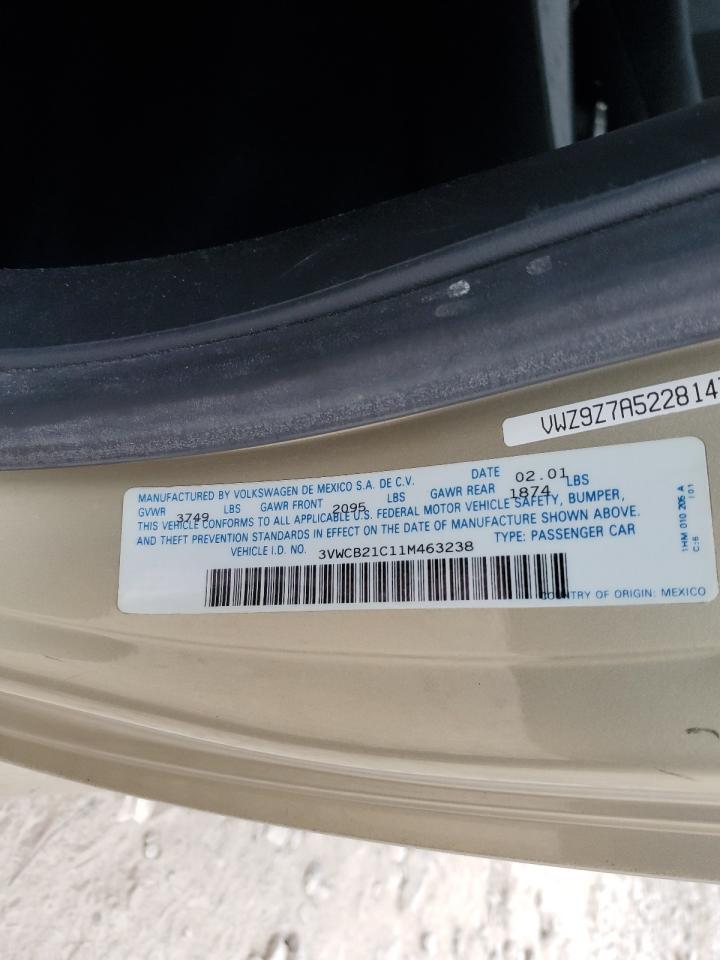 VWZ9Z7A5228147
MANUFACTURED BY VOLKSWAGEN DE MEXICO S.A. DE C.V. DATE 02.01
GVWR 3749 LBS GAWR FRONT 2095 LBS GAWR REAR 1874 LBS
THIS VEHICLE CONFORMS TO ALL APPLICABLE U.S. FEDERAL MOTOR VEHICLE SAFETY, BUMPER,
AND THEFT PREVENTION STANDARDS IN EFFECT ON THE DATE OF MANUFACTURE SHOWN ABOVE.
VEHICLE I.D. NO. 3VWCB21C11M463238 TYPE: PASSENGER CAR
COUNTRY OF ORIGIN: MEXICO
1HM 010 205 A